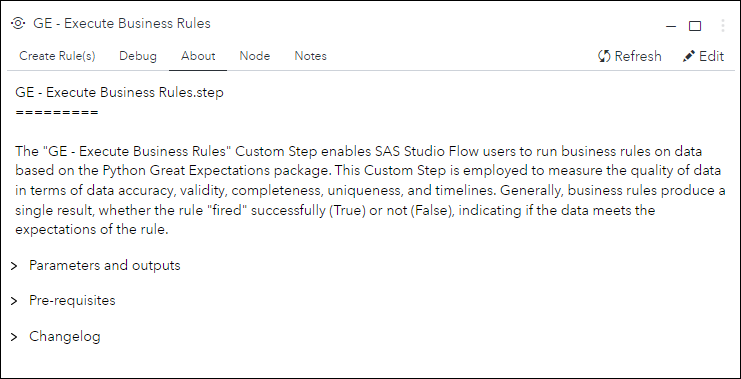 GE - Execute Business Rules
Create Rule(s) Debug About Node Notes Refresh Edit
GE - Execute Business Rules.step
=========
The "GE - Execute Business Rules" Custom Step enables SAS Studio Flow users to run business rules on data
based on the Python Great Expectations package. This Custom Step is employed to measure the quality of data
in terms of data accuracy, validity, completeness, uniqueness, and timelines. Generally, business rules produce a
single result, whether the rule "fired" successfully (True) or not (False), indicating if the data meets the
expectations of the rule.
> Parameters and outputs
> Pre-requisites
> Changelog